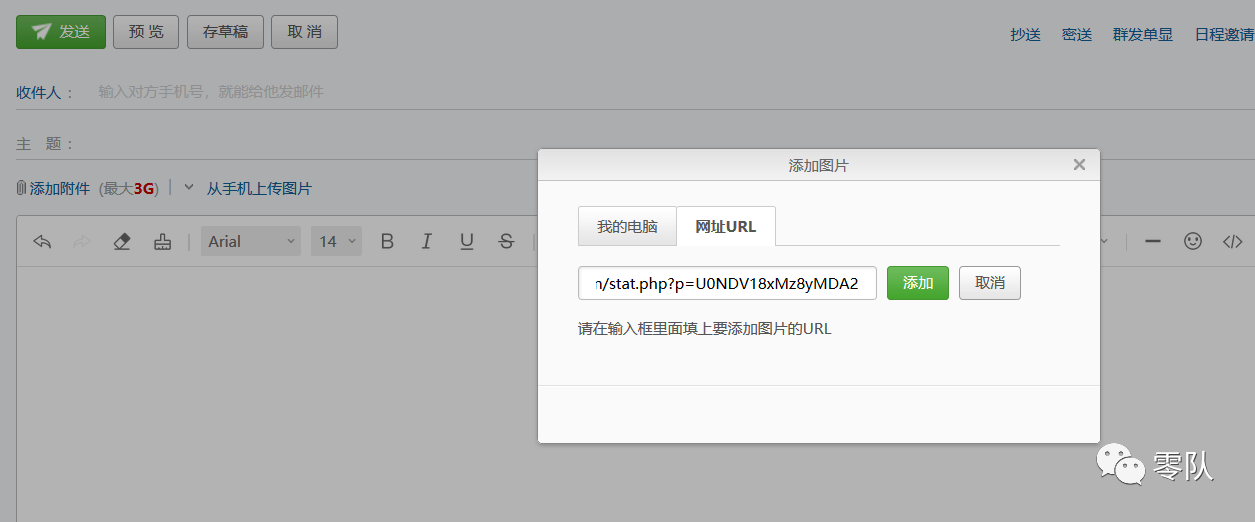 发送 预 览 存草稿 取 消 抄送 密送 群发单显 日程邀请
收件人： 输入对方手机号，就能给他发邮件
主 题：
添加附件 (最大3G) 从手机上传图片
Arial 14 B I U S
添加图片
我的电脑 网址URL
n/stat.php?p=U0NDV18xMz8yMDA2 添加 取消
请在输入框里面填上要添加图片的URL
零队